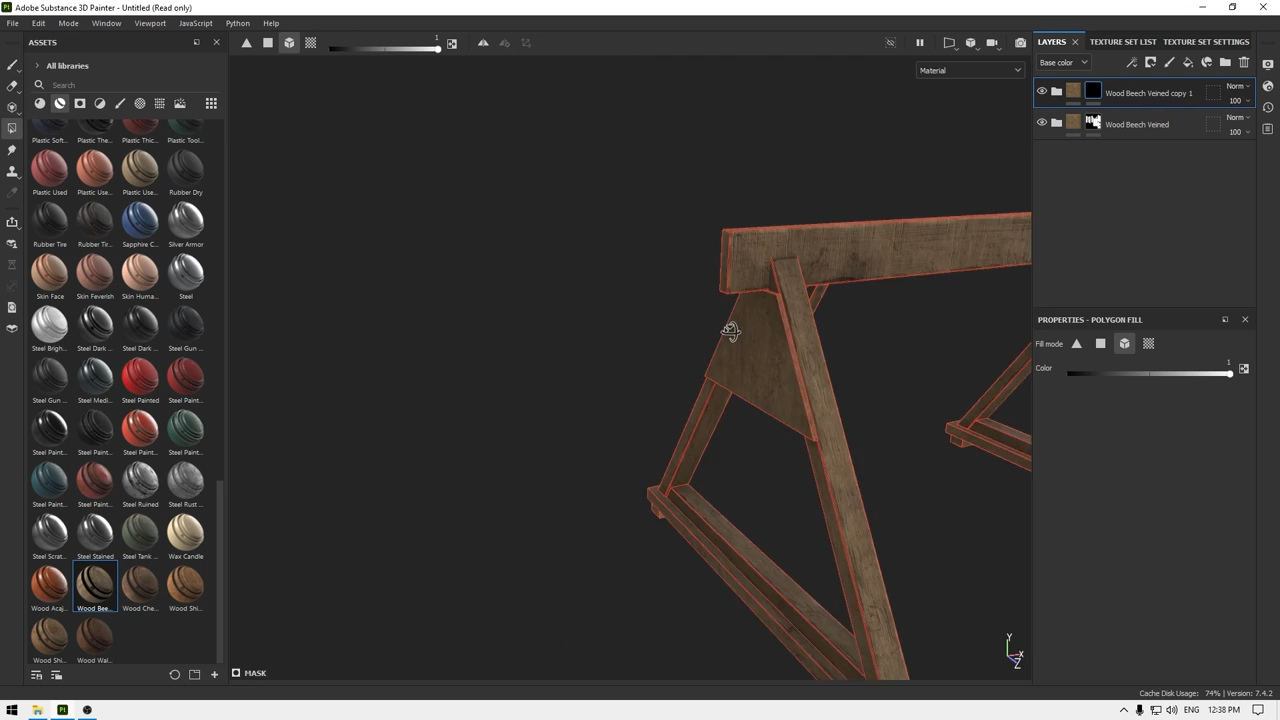 Adobe Substance 3D Painter - Untitled (Read only)
File Edit Mode Window Viewport JavaScript Python Help
ASSETS
1
LAYERS
TEXTURE SET LIST
TEXTURE SET SETTINGS
All libraries
Search
Material
Base color
Wood Beech Veined copy 1
Norm
100
Wood Beech Veined
Norm
100
Plastic Soft... Plastic The... Plastic Thic... Plastic Tool...
Plastic Used Plastic Use... Plastic Use... Rubber Dry
Rubber Tire Rubber Tir... Sapphire C... Silver Armor
Skin Face Skin Feverish Skin Huma... Steel
Steel Brigh... Steel Dark ... Steel Dark ... Steel Gun ...
Steel Gun ... Steel Medi... Steel Painted Steel Paint...
Steel Paint... Steel Paint... Steel Paint... Steel Paint...
Steel Paint... Steel Paint... Steel Ruined Steel Rust ...
Steel Scrat... Steel Stained Steel Tank ... Wax Candle
Wood Acaj... Wood Bee... Wood Che... Wood Shi...
Wood Shi... Wood Wal...
PROPERTIES - POLYGON FILL
Fill mode
Color
1
Y
X
Z
MASK
Cache Disk Usage: 74% | Version: 7.4.2
Pt
ENG
12:38 PM